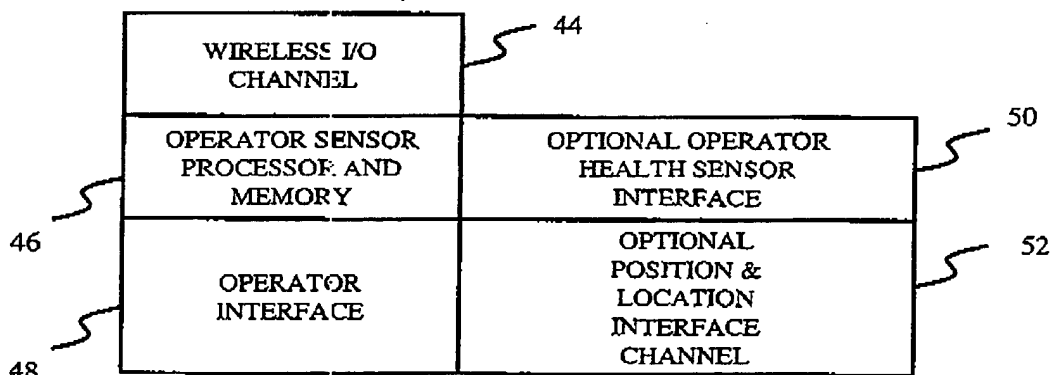 44
WIRELESS I/O
CHANNEL
50
OPERATOR SENSOR
PROCESSOR AND
MEMORY
OPTIONAL OPERATOR
HEALTH SENSOR
INTERFACE
46
52
OPERATOR
INTERFACE
OPTIONAL
POSITION &
LOCATION
INTERFACE
CHANNEL
48